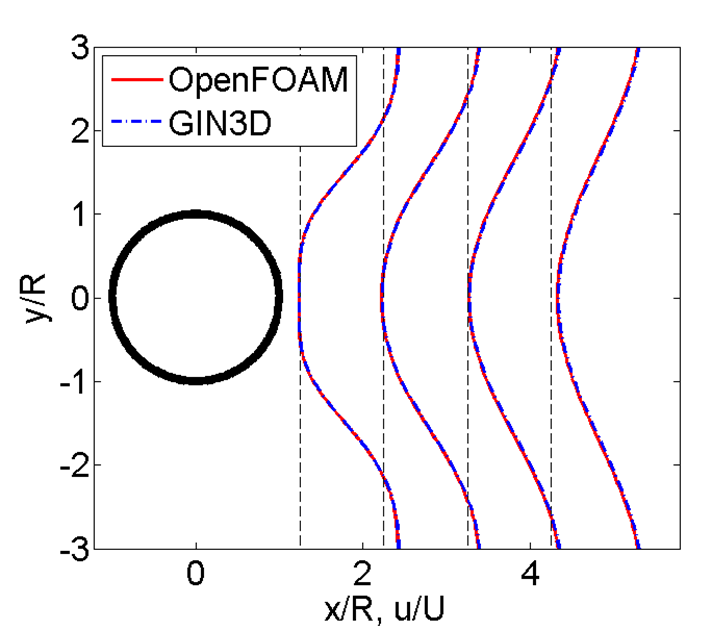 OpenFOAM
GIN3D
3
2
1
0
-1
-2
-3
y/R
0 2 4
x/R, u/U